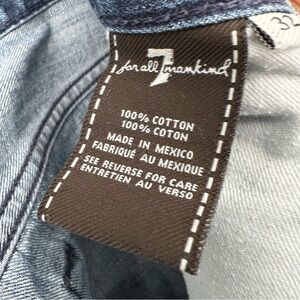 7
for all mankind
100% COTTON
100% COTON
MADE IN MEXICO
FABRIQUÉ AU MEXIQUE
SEE REVERSE FOR CARE
ENTRETIEN AU VERSO
32